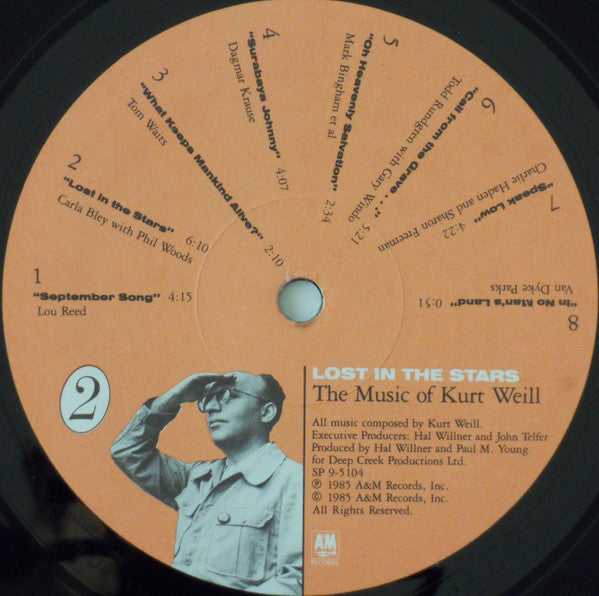 1
"September Song" 4:15
Lou Reed
2
"Lost in the Stars" 6:10
Carla Bley with Phil Woods
3
"What Keeps Mankind Alive?" 2:10
Tom Waits
4
"Surabaya Johnny" 4:07
Dagmar Krause
5
"Oh Heavenly Salvation" 2:34
Mark Bingham et al
6
"Call from the Grave . . ." 5:21
Todd Rundgren with Gary Windo
7
"Speak Low" 4:22
Charlie Haden and Sharon Freeman
8
"In No Man's Land" 0:51
Van Dyke Parks
2
LOST IN THE STARS
The Music of Kurt Weill
All music composed by Kurt Weill.
Executive Producers: Hal Willner and John Telfer
Produced by Hal Willner and Paul M. Young
for Deep Creek Productions Ltd.
SP 9-5104
℗ 1985 A&M Records, Inc.
© 1985 A&M Records, Inc.
All Rights Reserved.
A&M
RECORDS